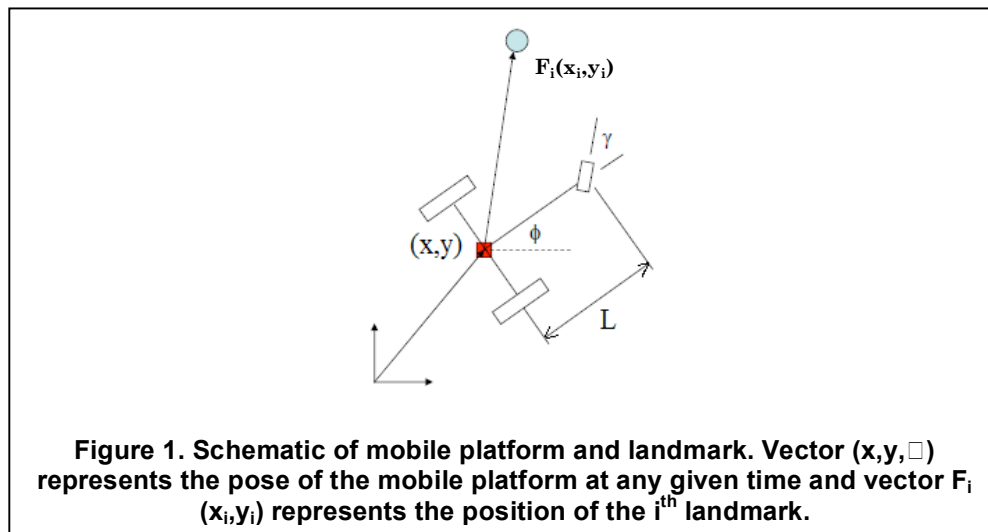 Fᵢ(xᵢ,yᵢ)
γ
(x,y)
ϕ
L
Figure 1. Schematic of mobile platform and landmark. Vector (x,y,□)
represents the pose of the mobile platform at any given time and vector Fᵢ
(xᵢ,yᵢ) represents the position of the iᵗʰ landmark.